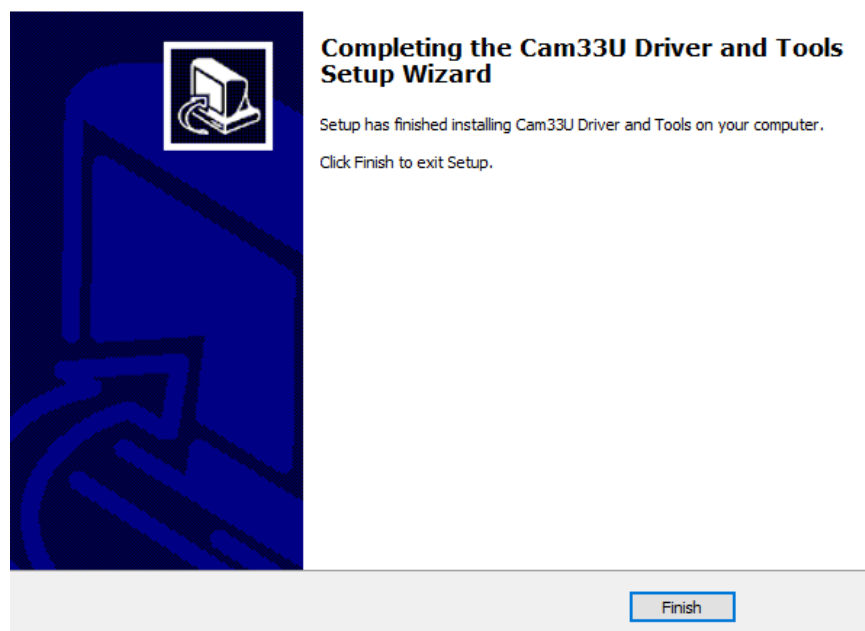 Completing the Cam33U Driver and Tools
Setup Wizard
Setup has finished installing Cam33U Driver and Tools on your computer.
Click Finish to exit Setup.
Finish